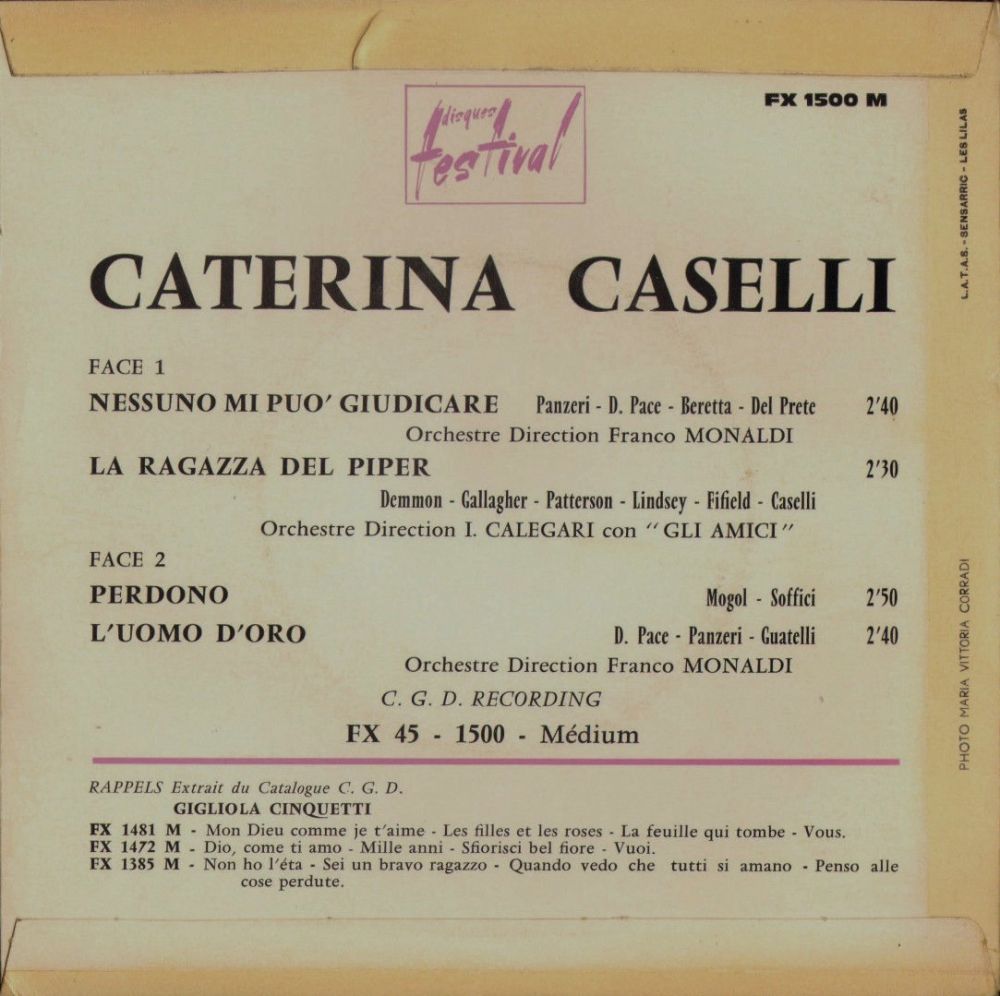 FX 1500 M
disques
festival
CATERINA CASELLI
FACE 1
NESSUNO MI PUO' GIUDICARE Panzeri - D. Pace - Beretta - Del Prete 2'40
Orchestre Direction Franco MONALDI
LA RAGAZZA DEL PIPER 2'30
Demmon - Gallagher - Patterson - Lindsey - Fifield - Caselli
Orchestre Direction I. CALEGARI con “GLI AMICI”
FACE 2
PERDONO Mogol - Soffici 2'50
L'UOMO D'ORO D. Pace - Panzeri - Guatelli 2'40
Orchestre Direction Franco MONALDI
C. G. D. RECORDING
FX 45 - 1500 - Médium
RAPPELS Extrait du Catalogue C. G. D.
GIGLIOLA CINQUETTI
FX 1481 M - Mon Dieu comme je t'aime - Les filles et les roses - La feuille qui tombe - Vous.
FX 1472 M - Dio, come ti amo - Mille anni - Sfiorisci bel fiore - Vuoi.
FX 1385 M - Non ho l'éta - Sei un bravo ragazzo - Quando vedo che tutti si amano - Penso alle
cose perdute.
L.A.T.A.S. - SENSARRIC - LES LILAS
PHOTO MARIA VITTORIA CORRADI